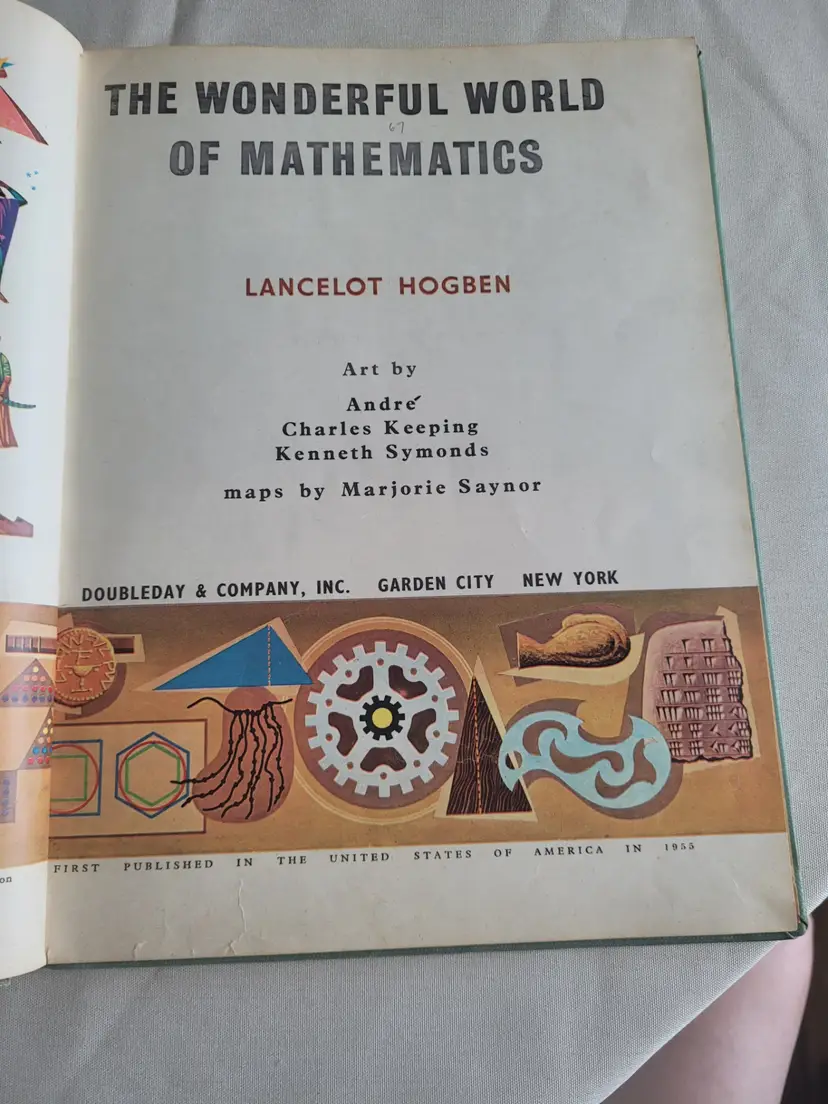 THE WONDERFUL WORLD
67
OF MATHEMATICS
LANCELOT HOGBEN
Art by
André
Charles Keeping
Kenneth Symonds
maps by Marjorie Saynor
DOUBLEDAY & COMPANY, INC. GARDEN CITY NEW YORK
FIRST PUBLISHED IN THE UNITED STATES OF AMERICA IN 1955
on